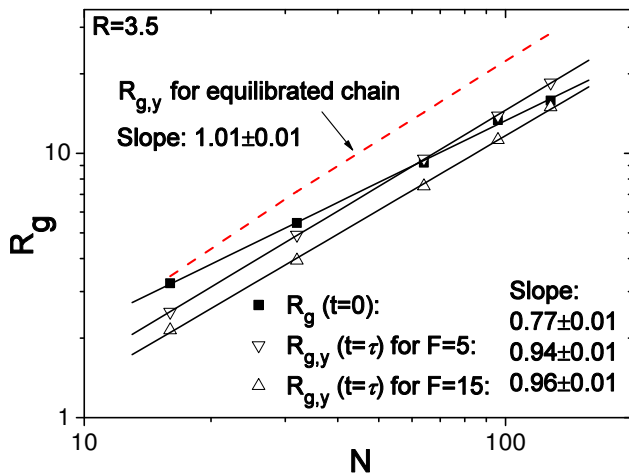 R=3.5
R_g,y for equilibrated chain
Slope: 1.01±0.01
10
R_g
Slope:
R_g (t=0): 0.77±0.01
R_g,y (t=τ) for F=5: 0.94±0.01
R_g,y (t=τ) for F=15: 0.96±0.01
1
10 100
N